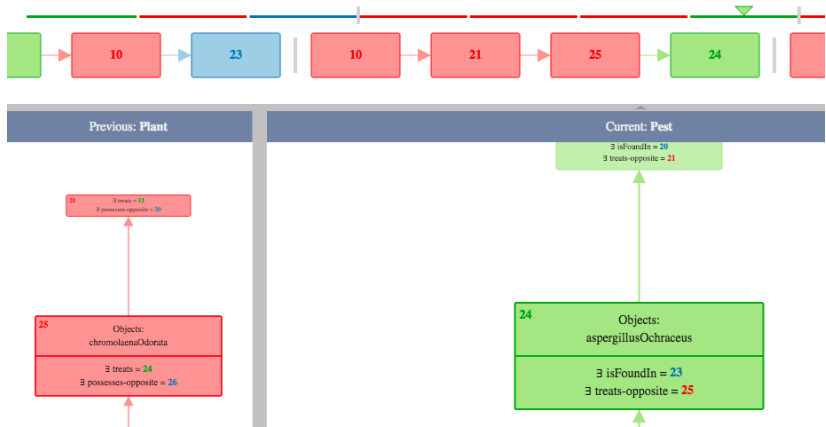 10 23 10 21 25 24
Previous: Plant
Current: Pest
∃ isFoundIn = 20
∃ treats-opposite = 21
21
∃ treats = 15
∃ possesses-opposite = 20
25
Objects:
chromolaenaOdorata
∃ treats = 24
∃ possesses-opposite = 26
24
Objects:
aspergillusOchraceus
∃ isFoundIn = 23
∃ treats-opposite = 25